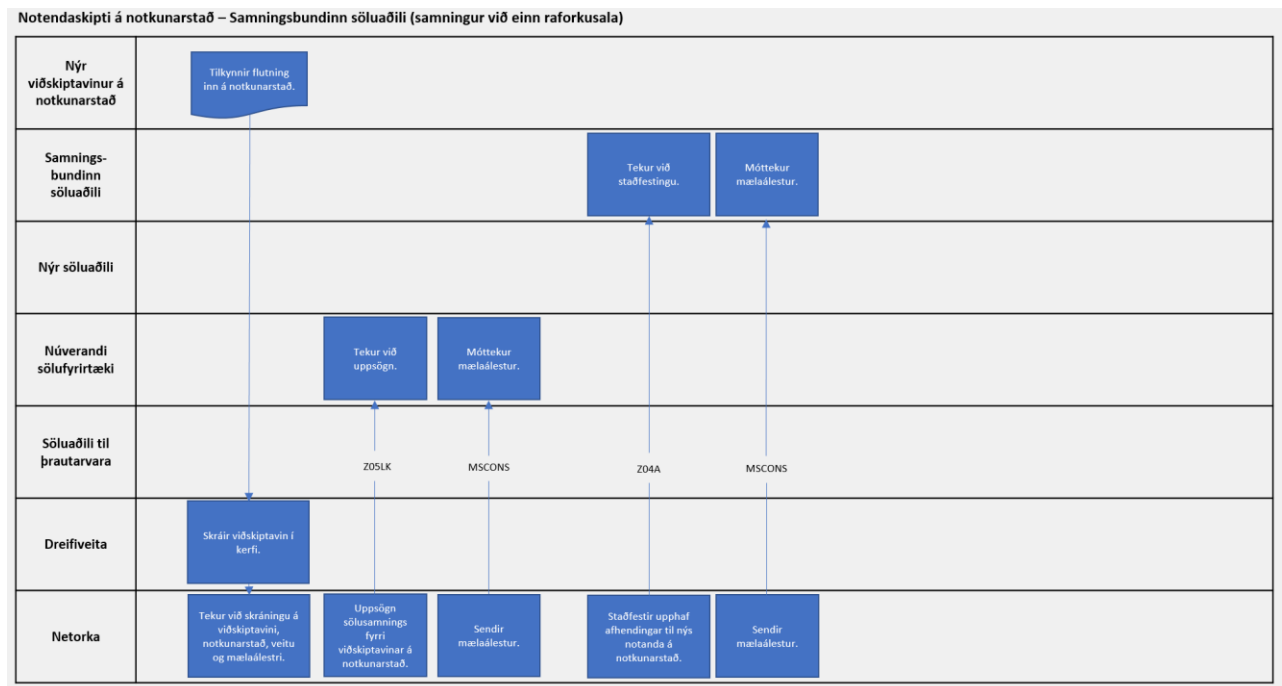 Notendaskipti á notkunarstað – Samningsbundinn söluaðili (samningur við einn raforkusala)
Nýr
viðskiptavinur á
notkunarstað
Tilkynnir flutning
inn á notkunarstað.
Samnings-
bundinn
söluaðili
Tekur við
staðfestingu.
Móttekur
mælaálestur.
Nýr söluaðili
Núverandi
sölufyrirtæki
Tekur við
uppsögn.
Móttekur
mælaálestur.
Söluaðili til
þrautarvara
Z05LK
MSCONS
Z04A
MSCONS
Dreifiveita
Skráir viðskiptavin í
kerfi.
Netorka
Tekur við skráningu á
viðskiptavini,
notkunarstað, veitu
og mælaálestri.
Uppsögn
sölusamnings
fyrri
viðskiptavinar á
notkunarstað.
Sendir
mælaálestur.
Staðfestir upphaf
afhendingar til nýs
notanda á
notkunarstað.
Sendir
mælaálestur.